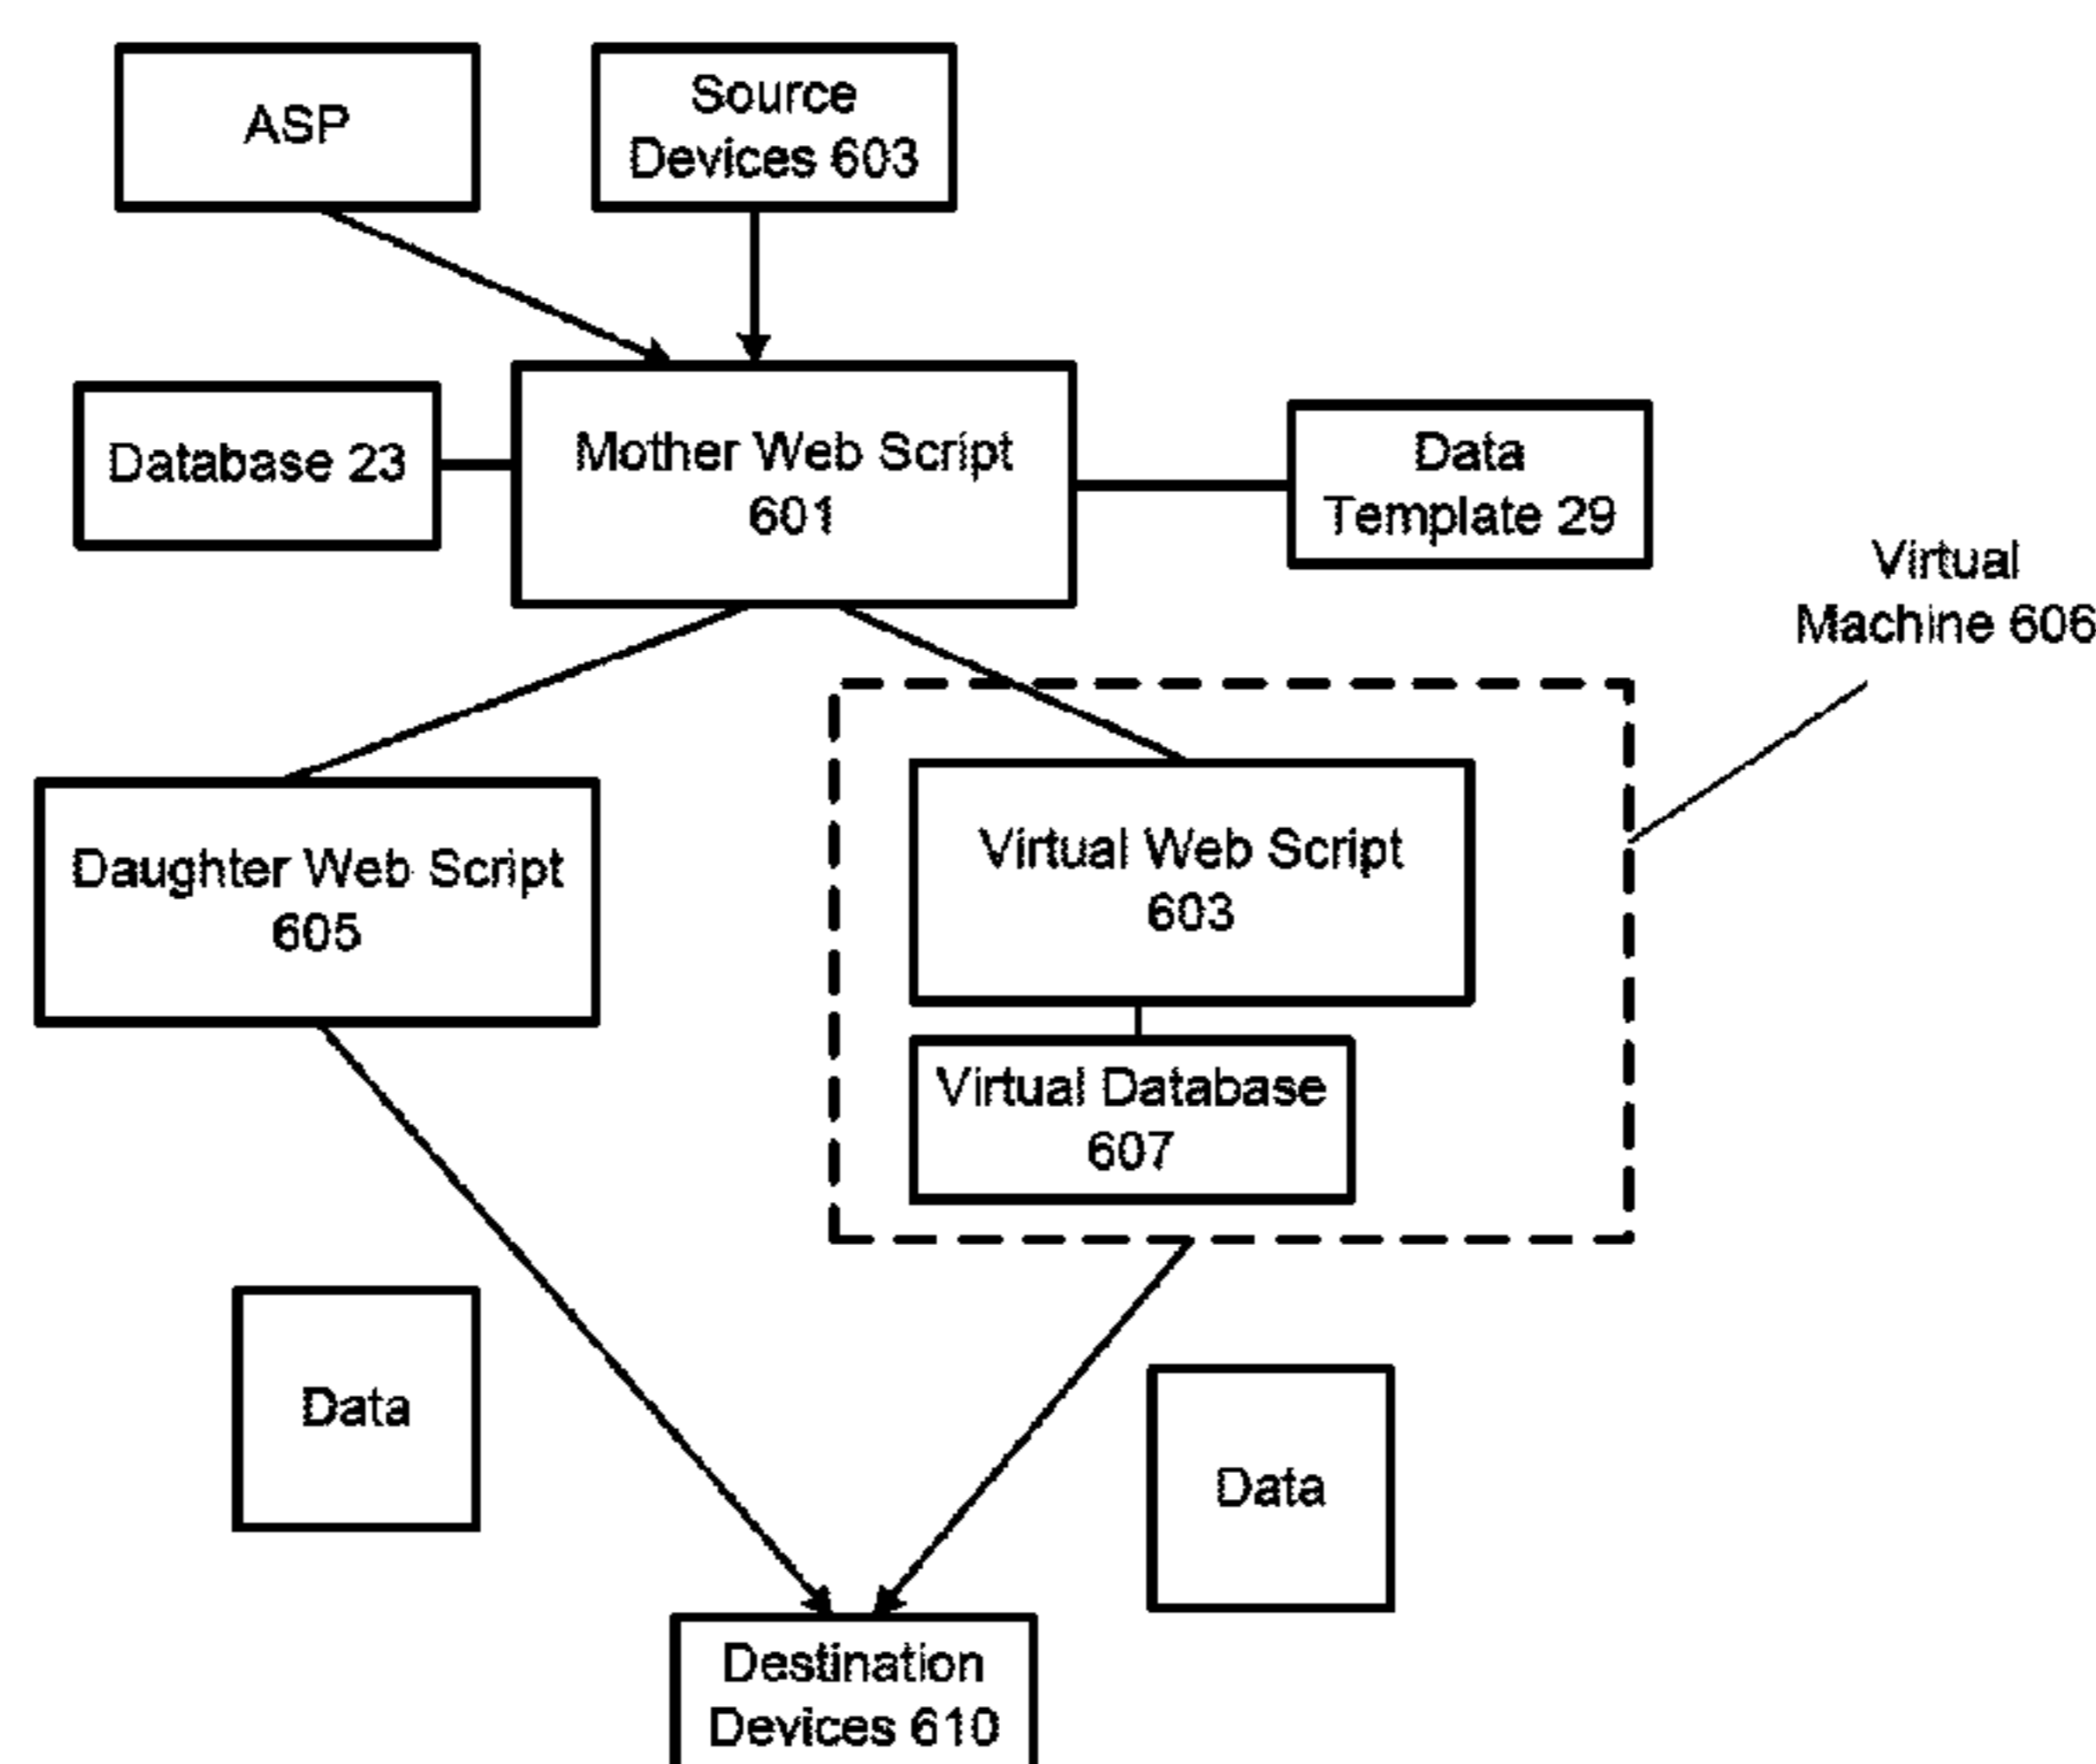 ASP
Source
Devices 603
Database 23
Mother Web Script
601
Data
Template 29
Virtual
Machine 606
Daughter Web Script
605
Virtual Web Script
603
Virtual Database
607
Data
Data
Destination
Devices 610